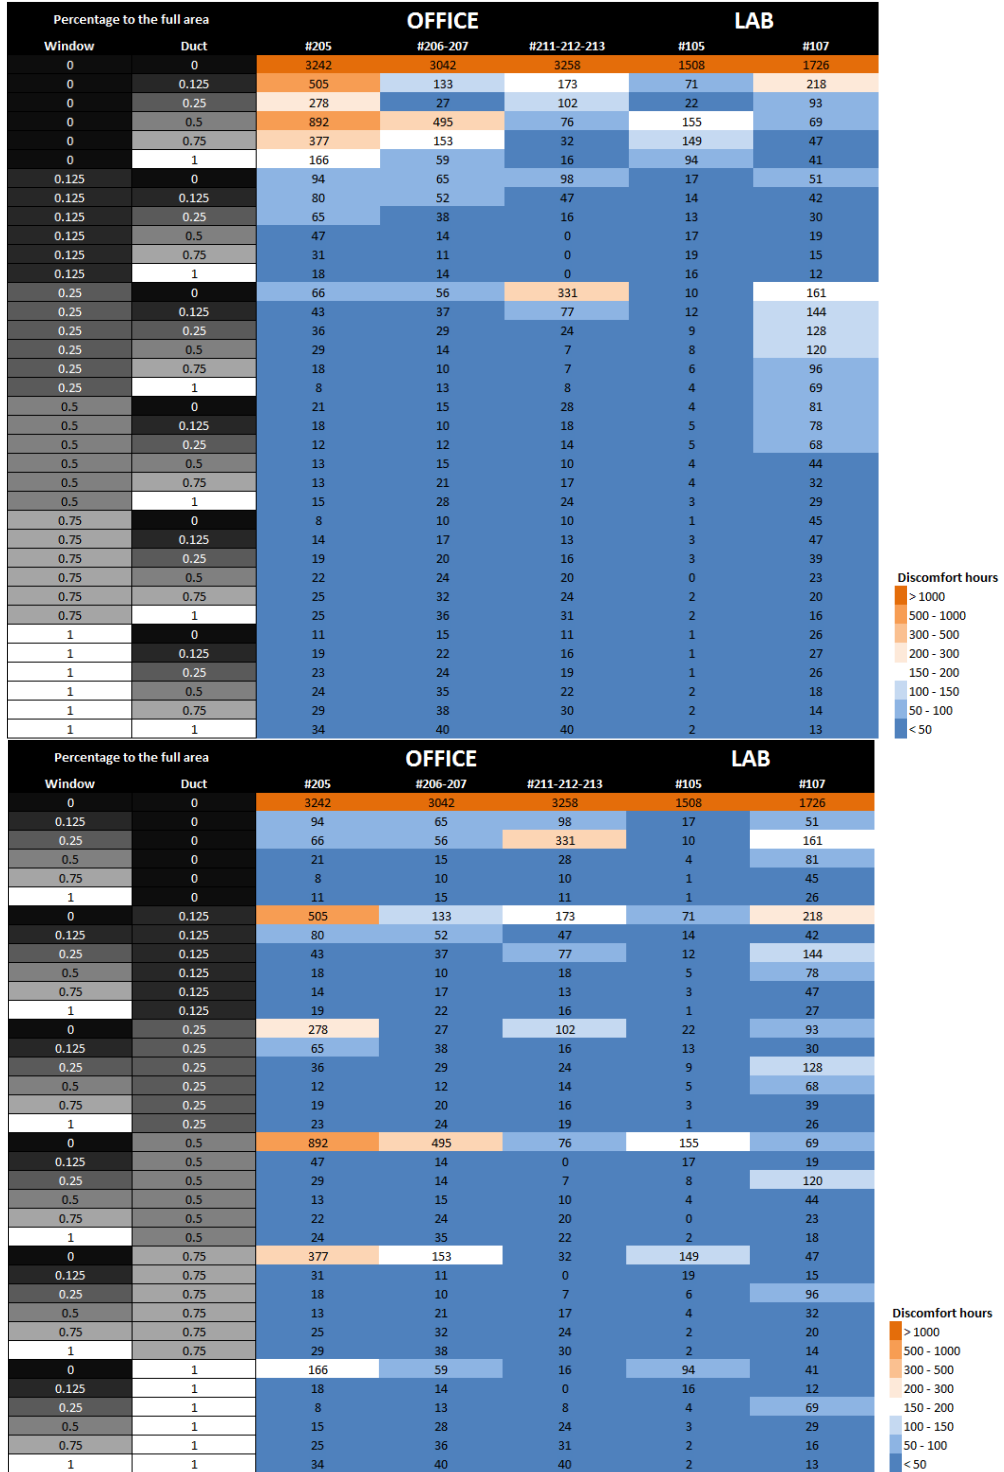 Percentage to the full area OFFICE LAB
Window Duct #205 #206-207 #211-212-213 #105 #107
0 0 3242 3042 3258 1508 1726
0 0.125 505 133 173 71 218
0 0.25 278 27 102 22 93
0 0.5 892 495 76 155 69
0 0.75 377 153 32 149 47
0 1 166 59 16 94 41
0.125 0 94 65 98 17 51
0.125 0.125 80 52 47 14 42
0.125 0.25 65 38 16 13 30
0.125 0.5 47 14 0 17 19
0.125 0.75 31 11 0 19 15
0.125 1 18 14 0 16 12
0.25 0 66 56 331 10 161
0.25 0.125 43 37 77 12 144
0.25 0.25 36 29 24 9 128
0.25 0.5 29 14 7 8 120
0.25 0.75 18 10 7 6 96
0.25 1 8 13 8 4 69
0.5 0 21 15 28 4 81
0.5 0.125 18 10 18 5 78
0.5 0.25 12 12 14 5 68
0.5 0.5 13 15 10 4 44
0.5 0.75 13 21 17 4 32
0.5 1 15 28 24 3 29
0.75 0 8 10 10 1 45
0.75 0.125 14 17 13 3 47
0.75 0.25 19 20 16 3 39
0.75 0.5 22 24 20 0 23
0.75 0.75 25 32 24 2 20
0.75 1 25 36 31 2 16
1 0 11 15 11 1 26
1 0.125 19 22 16 1 27
1 0.25 23 24 19 1 26
1 0.5 24 35 22 2 18
1 0.75 29 38 30 2 14
1 1 34 40 40 2 13
Discomfort hours
> 1000
500 - 1000
300 - 500
200 - 300
150 - 200
100 - 150
50 - 100
< 50
Percentage to the full area OFFICE LAB
Window Duct #205 #206-207 #211-212-213 #105 #107
0 0 3242 3042 3258 1508 1726
0.125 0 94 65 98 17 51
0.25 0 66 56 331 10 161
0.5 0 21 15 28 4 81
0.75 0 8 10 10 1 45
1 0 11 15 11 1 26
0 0.125 505 133 173 71 218
0.125 0.125 80 52 47 14 42
0.25 0.125 43 37 77 12 144
0.5 0.125 18 10 18 5 78
0.75 0.125 14 17 13 3 47
1 0.125 19 22 16 1 27
0 0.25 278 27 102 22 93
0.125 0.25 65 38 16 13 30
0.25 0.25 36 29 24 9 128
0.5 0.25 12 12 14 5 68
0.75 0.25 19 20 16 3 39
1 0.25 23 24 19 1 26
0 0.5 892 495 76 155 69
0.125 0.5 47 14 0 17 19
0.25 0.5 29 14 7 8 120
0.5 0.5 13 15 10 4 44
0.75 0.5 22 24 20 0 23
1 0.5 24 35 22 2 18
0 0.75 377 153 32 149 47
0.125 0.75 31 11 0 19 15
0.25 0.75 18 10 7 6 96
0.5 0.75 13 21 17 4 32
0.75 0.75 25 32 24 2 20
1 0.75 29 38 30 2 14
0 1 166 59 16 94 41
0.125 1 18 14 0 16 12
0.25 1 8 13 8 4 69
0.5 1 15 28 24 3 29
0.75 1 25 36 31 2 16
1 1 34 40 40 2 13
Discomfort hours
> 1000
500 - 1000
300 - 500
200 - 300
150 - 200
100 - 150
50 - 100
< 50